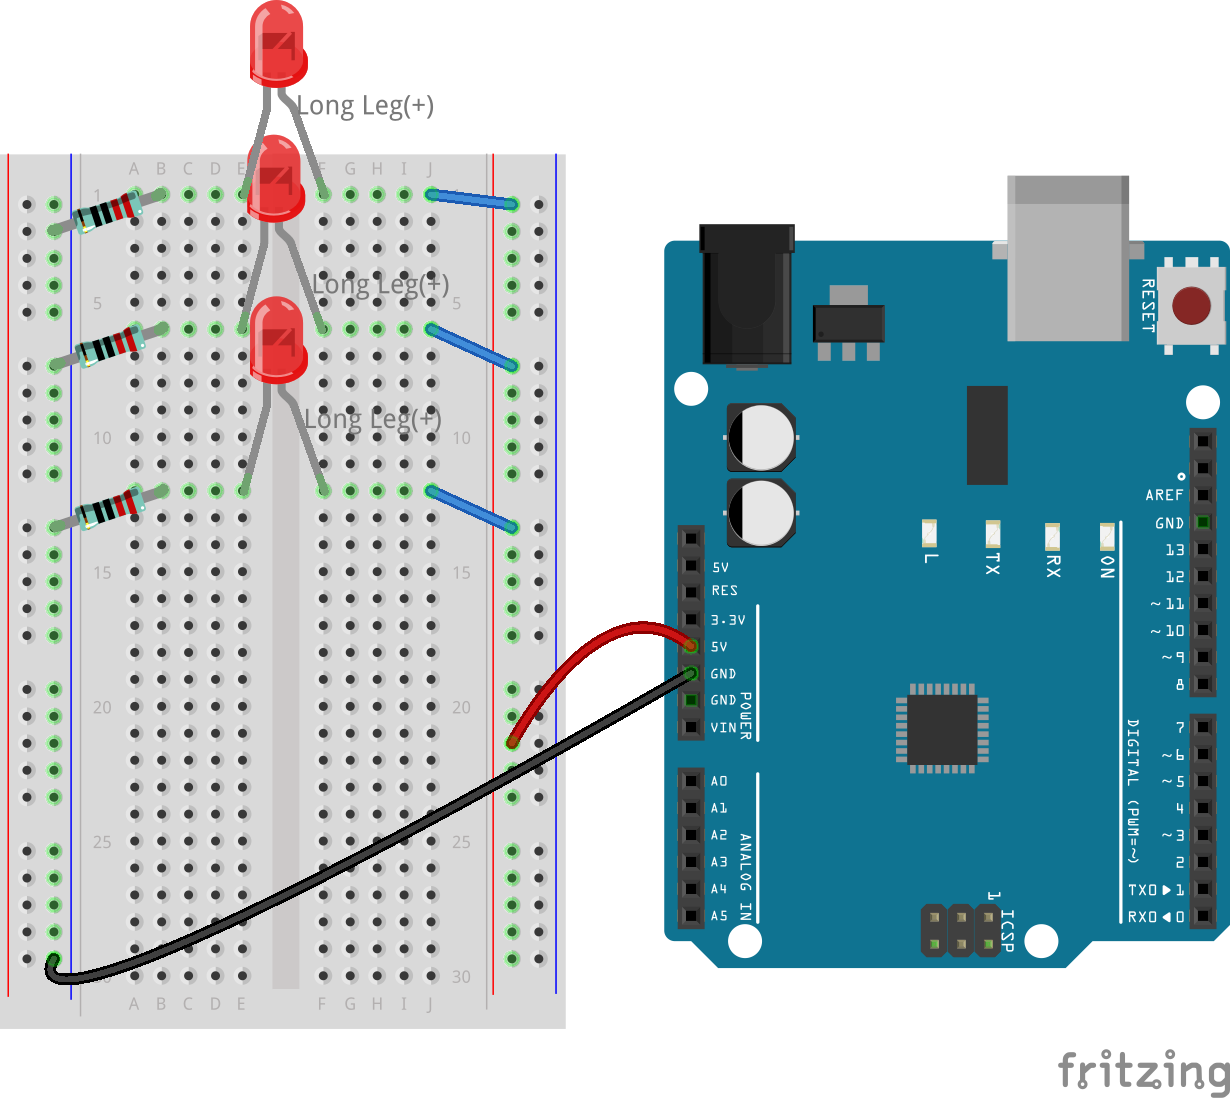 Long Leg(+)
A B C D E F G H I J
1
Long Leg(+)
5 5
Long Leg(+)
10 10
15 15
20 20
25 25
30 30
A B C D E F G H I J
RESET
L TX RX ON
5V
RES
3.3V
5V
GND
GND
VIN
POWER
A0
A1
A2
A3
A4
A5
ANALOG IN
AREF
GND
13
12
~11
~10
~9
8
7
~6
~5
4
~3
2
TXD▶1
RXD◀0
DIGITAL (PWM=~)
1
ICSP
fritzing